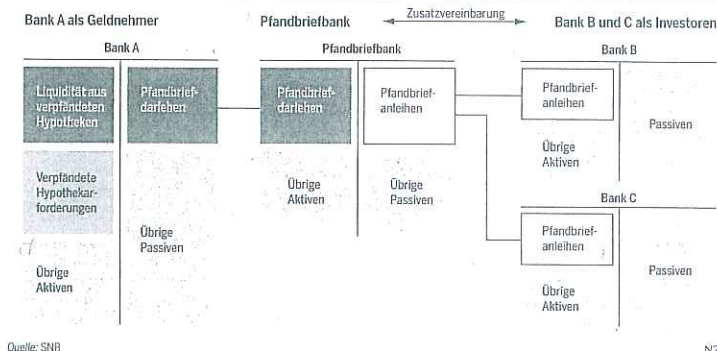 Bank A als Geldnehmer
Pfandbriefbank
Zusatzvereinbarung
Bank B und C als Investoren
Bank A
Liquidität aus
verpfändeten
Hypotheken
Pfandbrief-
darlehen
Verpfändete
Hypothekar-
forderungen
Übrige
Passiven
Übrige
Aktiven
Pfandbriefbank
Pfandbrief-
darlehen
Pfandbrief-
anleihen
Übrige
Aktiven
Übrige
Passiven
Bank B
Pfandbrief-
anleihen
Passiven
Übrige
Aktiven
Bank C
Pfandbrief-
anleihen
Passiven
Übrige
Aktiven
Quelle: SNB